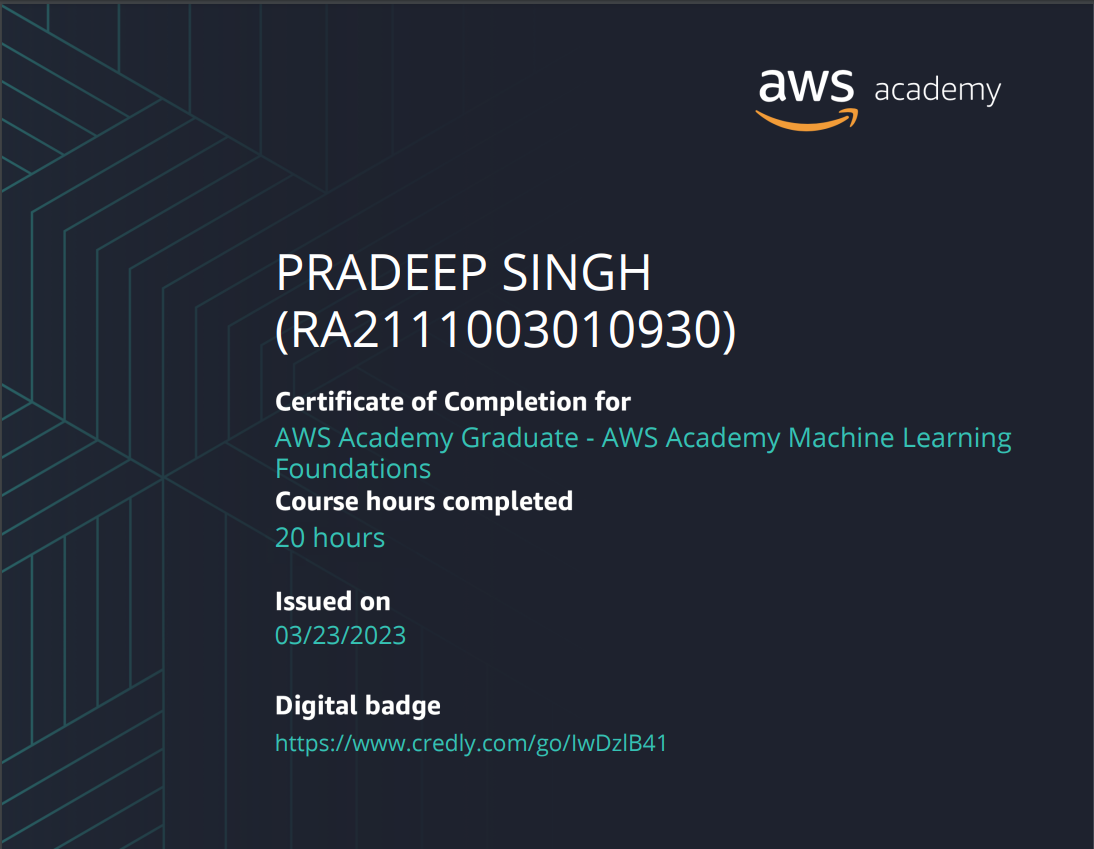 aws academy
PRADEEP SINGH
(RA2111003010930)
Certificate of Completion for
AWS Academy Graduate - AWS Academy Machine Learning
Foundations
Course hours completed
20 hours
Issued on
03/23/2023
Digital badge
https://www.credly.com/go/IwDzlB41